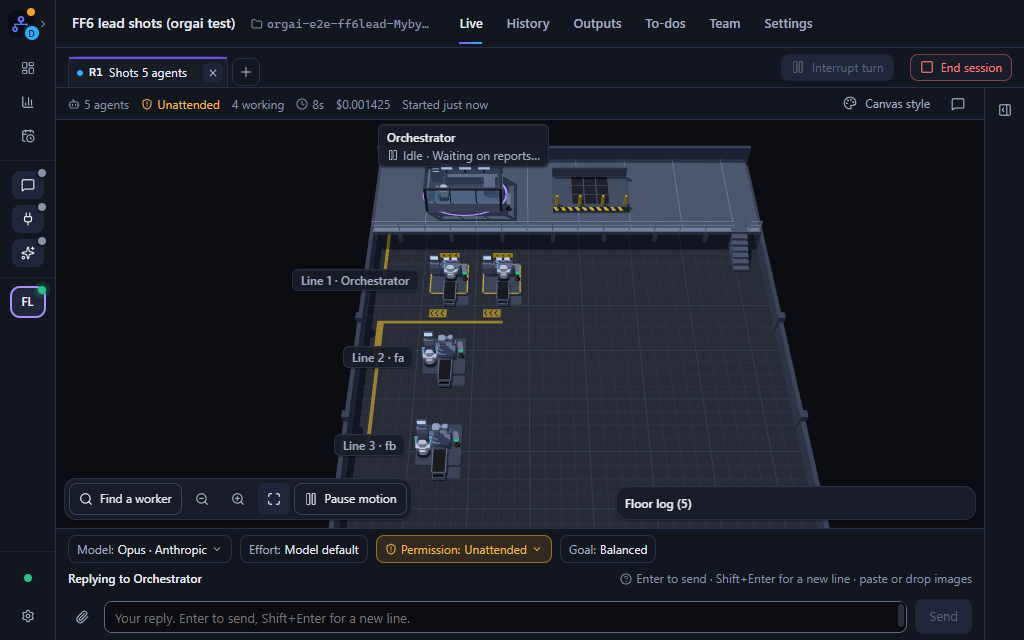 FF6 lead shots (orgai test)
orgai-e2e-ff6lead-Myby…
Live
History
Outputs
To-dos
Team
Settings
D
R1 Shots 5 agents
Interrupt turn
End session
5 agents
Unattended
4 working
8s
$0.001425
Started just now
Canvas style
Orchestrator
Idle · Waiting on reports...
Line 1 · Orchestrator
Line 2 · fa
Line 3 · fb
FL
Find a worker
Pause motion
Floor log (5)
Model: Opus · Anthropic
Effort: Model default
Permission: Unattended
Goal: Balanced
Replying to Orchestrator
Enter to send · Shift+Enter for a new line · paste or drop images
Your reply. Enter to send, Shift+Enter for a new line.
Send